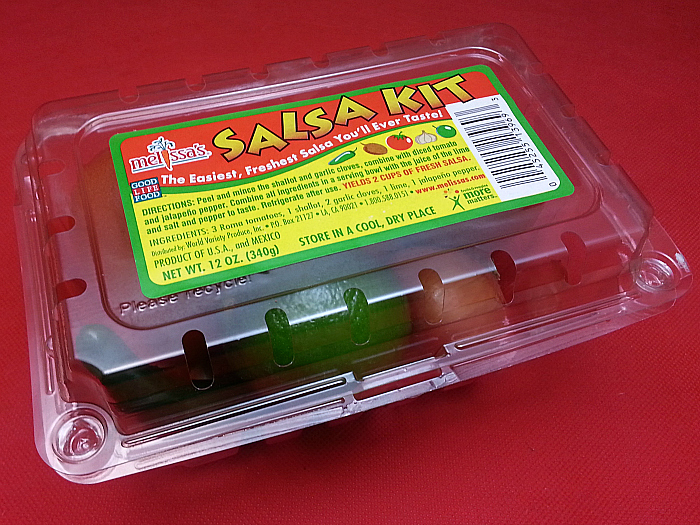 melissa's
SALSA KIT
The Easiest, Freshest Salsa You'll Ever Taste!
GOOD
LIFE
FOOD
DIRECTIONS: Peel and mince the shallot and garlic cloves, combine with diced tomato
and jalapeño pepper. Combine all ingredients in a serving bowl with the juice of the lime
and salt and pepper to taste. Refrigerate after use. YIELDS 2 CUPS OF FRESH SALSA.
INGREDIENTS: 3 Roma tomatoes, 1 shallot, 2 garlic cloves, 1 lime, 1 jalapeño pepper.
Distributed by: World Variety Produce, Inc. • P.O. Box 21127 • LA, CA 90021 • 1.800.588.0151 • www.melissas.com
PRODUCT OF U.S.A., and MEXICO
STORE IN A COOL, DRY PLACE
NET WT. 12 OZ. (340g)
more
matters.
Please recycle!